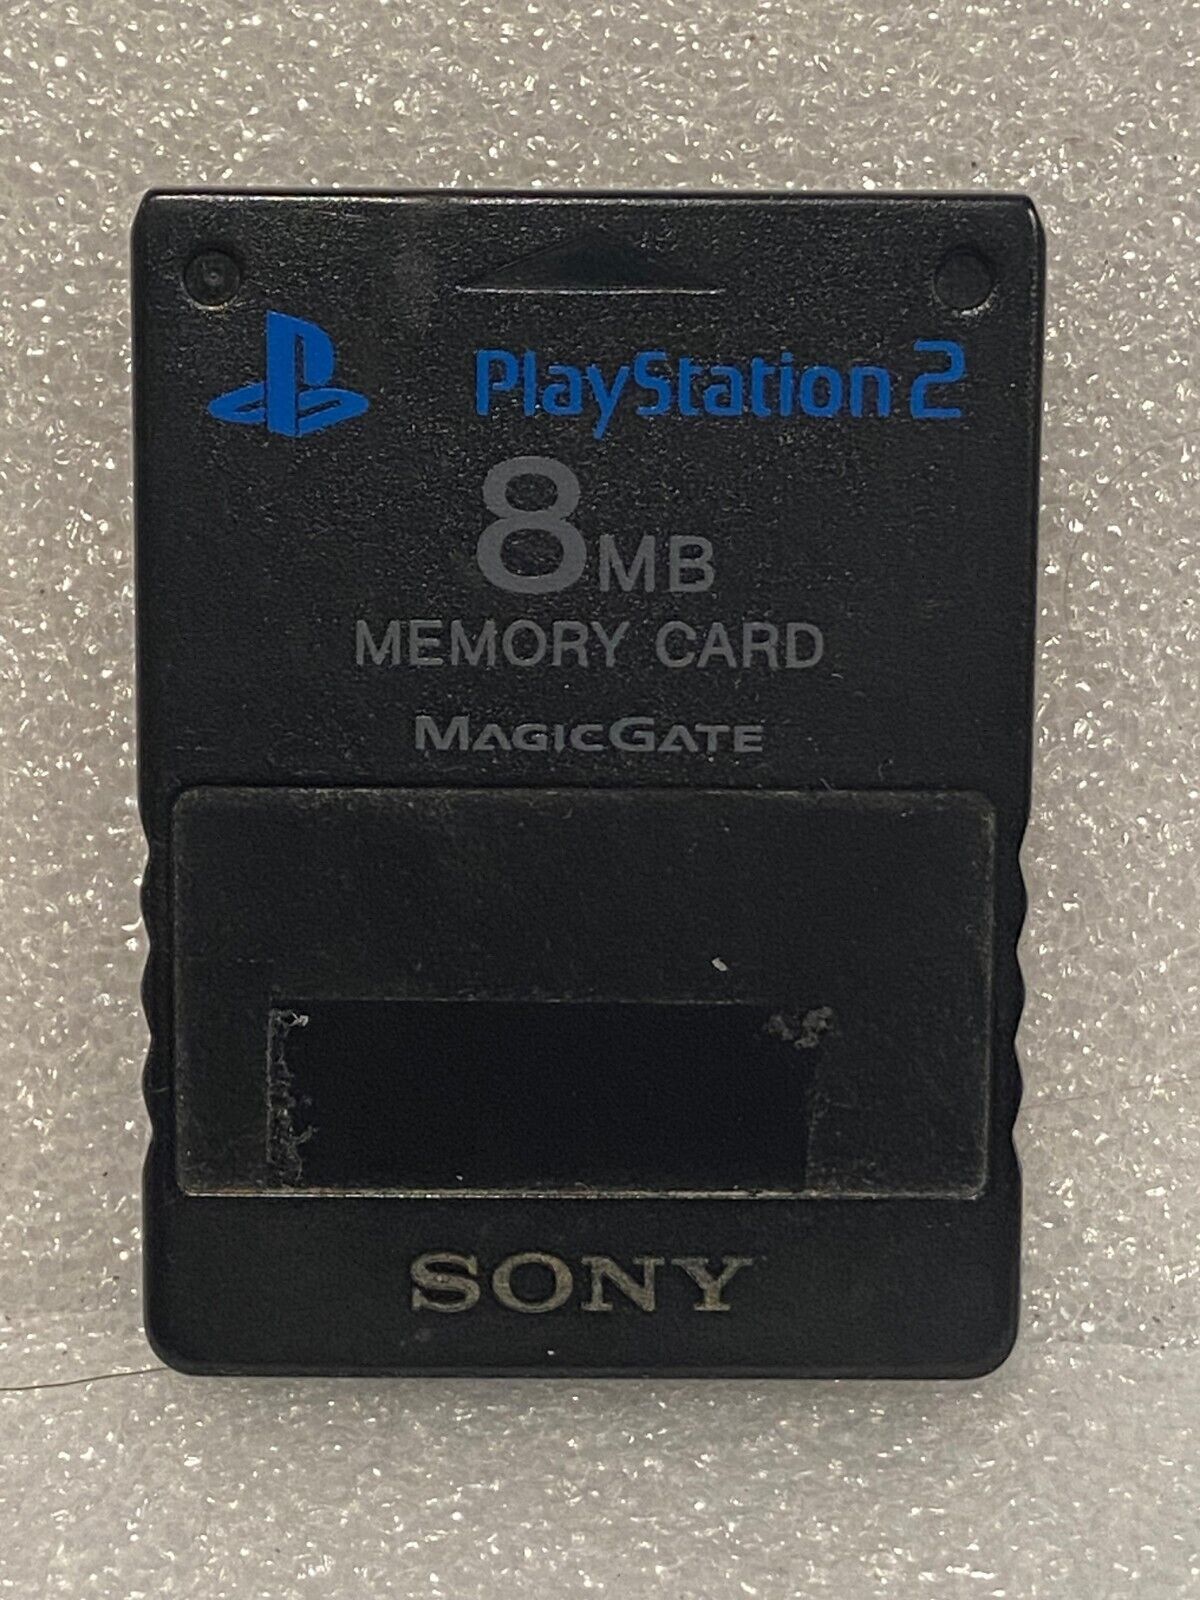 PlayStation 2
8MB
MEMORY CARD
MAGICGATE
SONY